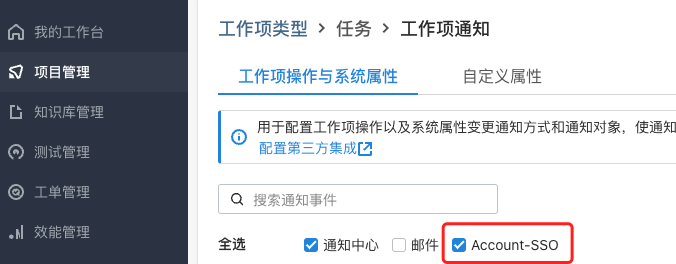 我的工作台
项目管理
知识库管理
测试管理
工单管理
效能管理
工作项类型 > 任务 > 工作项通知
工作项操作与系统属性 自定义属性
用于配置工作项操作以及系统属性变更通知方式和通知对象，使通知
配置第三方集成
搜索通知事件
全选 通知中心 邮件 Account-SSO